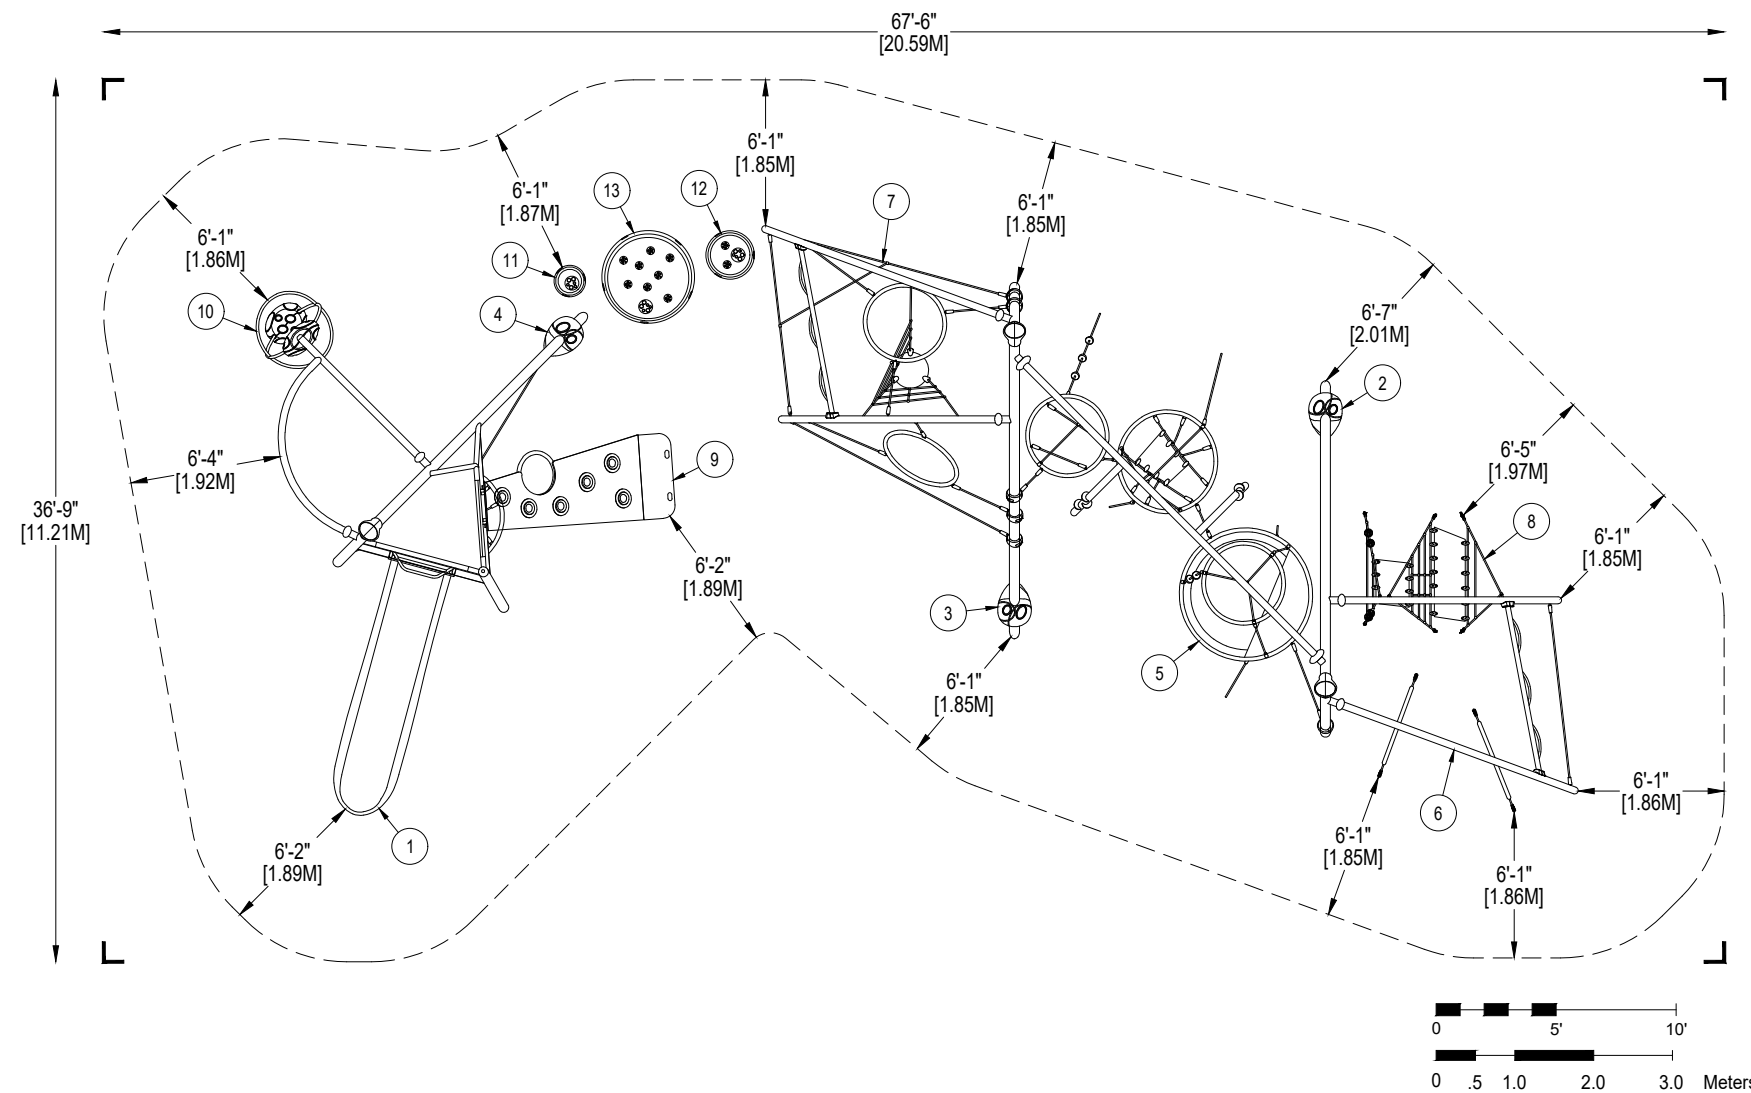 67'-6"
[20.59M]
36'-9"
[11.21M]
6'-1"
[1.85M]
6'-1"
[1.87M]
13
12
7
6'-1"
[1.85M]
6'-1"
[1.86M]
11
10
4
6'-7"
[2.01M]
2
6'-4"
[1.92M]
9
6'-5"
[1.97M]
8
6'-1"
[1.85M]
6'-2"
[1.89M]
3
5
6'-1"
[1.85M]
6'-1"
[1.86M]
6
1
6'-2"
[1.89M]
6'-1"
[1.85M]
6'-1"
[1.86M]
0 5' 10'
0 .5 1.0 2.0 3.0 Meters